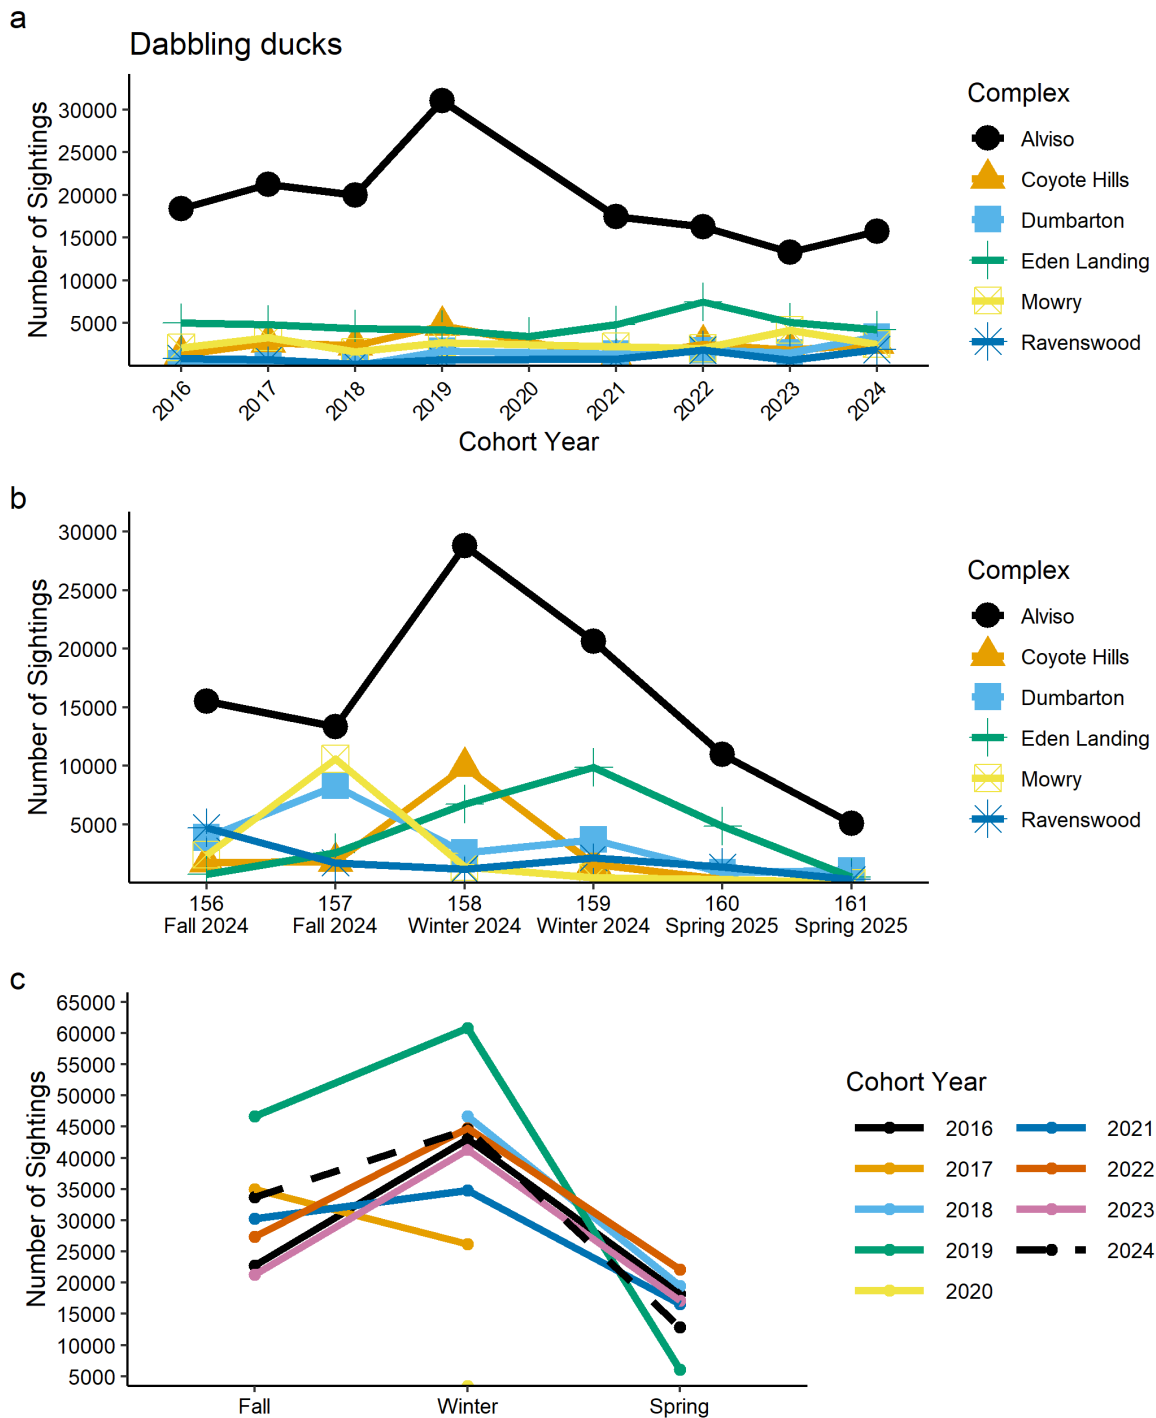 a
Dabbling ducks
Number of Sightings
30000
25000
20000
15000
10000
5000
2016 2017 2018 2019 2020 2021 2022 2023 2024
Cohort Year
Complex
Alviso
Coyote Hills
Dumbarton
Eden Landing
Mowry
Ravenswood
b
Number of Sightings
30000
25000
20000
15000
10000
5000
156 157 158 159 160 161
Fall 2024 Fall 2024 Winter 2024 Winter 2024 Spring 2025 Spring 2025
Complex
Alviso
Coyote Hills
Dumbarton
Eden Landing
Mowry
Ravenswood
c
Number of Sightings
65000
60000
55000
50000
45000
40000
35000
30000
25000
20000
15000
10000
5000
Fall Winter Spring
Cohort Year
2016 2021
2017 2022
2018 2023
2019 2024
2020